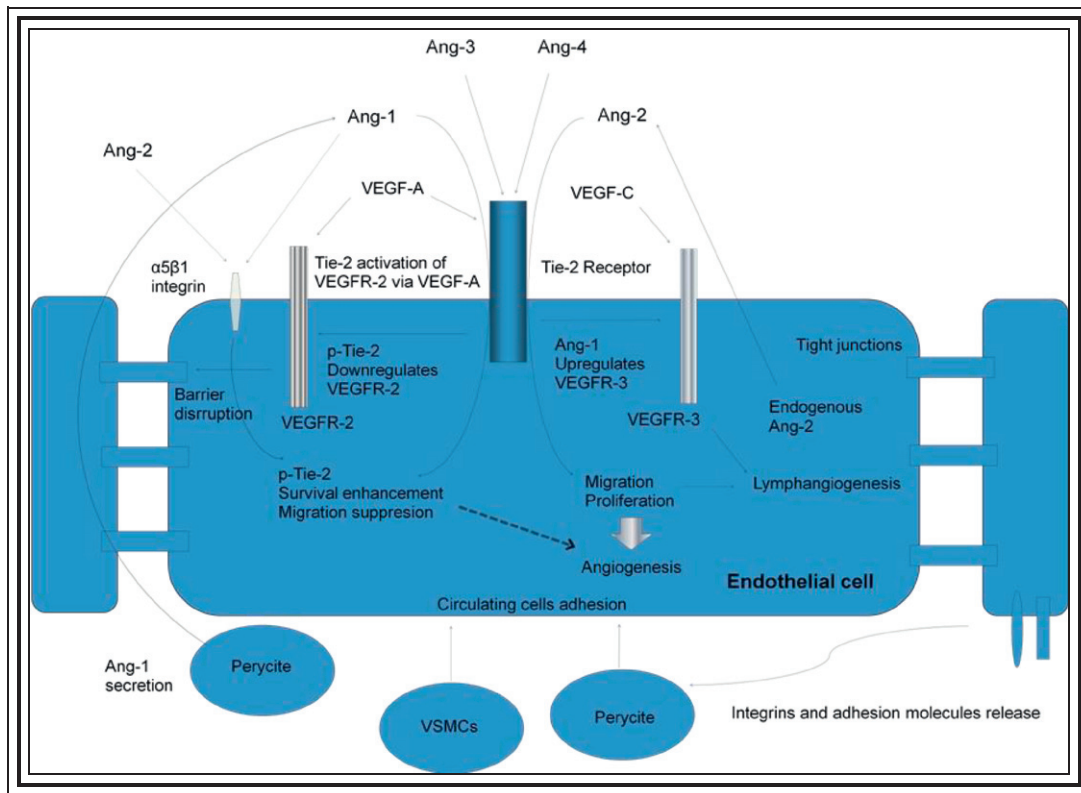 Ang-3
Ang-4
Ang-1
Ang-2
Ang-2
VEGF-A
VEGF-C
α5β1
integrin
Tie-2 activation of
VEGFR-2 via VEGF-A
Tie-2 Receptor
p-Tie-2
Downregulates
VEGFR-2
Ang-1
Upregulates
VEGFR-3
Tight junctions
Barrier
disrruption
VEGFR-2
VEGFR-3
Endogenous
Ang-2
p-Tie-2
Survival enhancement
Migration suppresion
Migration
Proliferation
Lymphangiogenesis
Angiogenesis
Endothelial cell
Circulating cells adhesion
Ang-1
secretion
Perycite
VSMCs
Perycite
Integrins and adhesion molecules release